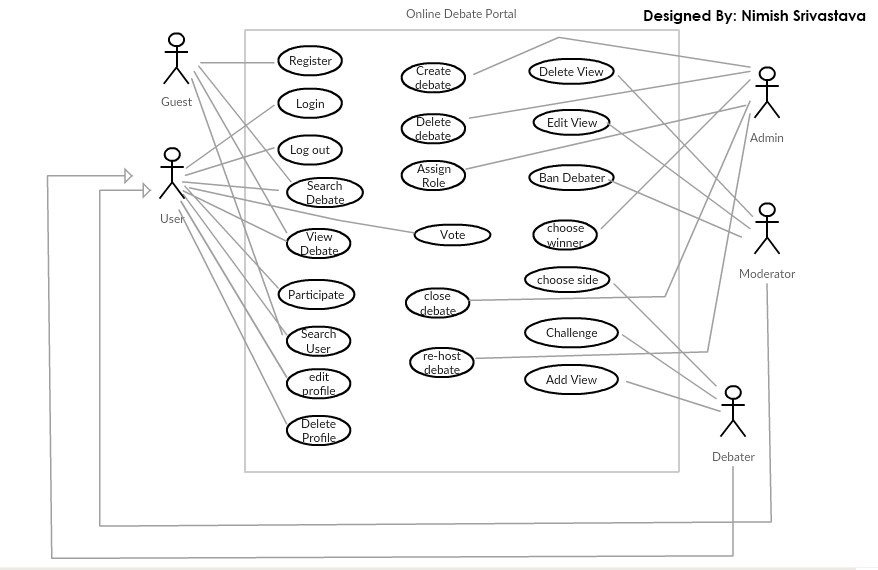 Online Debate Portal
Designed By: Nimish Srivastava
Guest
User
Register
Login
Log out
Search
Debate
View
Debate
Participate
Search
User
edit
profile
Delete
Profile
Create
debate
Delete
debate
Assign
Role
Vote
close
debate
re-host
debate
Delete View
Edit View
Ban Debater
choose
winner
choose side
Challenge
Add View
Admin
Moderator
Debater